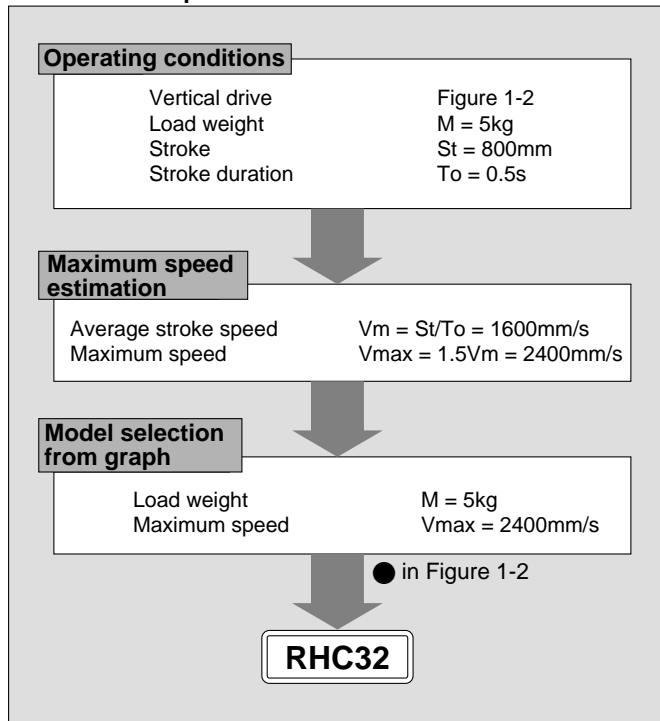 Operating conditions
Vertical drive Figure 1-2
Load weight M = 5kg
Stroke St = 800mm
Stroke duration To = 0.5s
Maximum speed
estimation
Average stroke speed Vm = St/To = 1600mm/s
Maximum speed Vmax = 1.5Vm = 2400mm/s
Model selection
from graph
Load weight M = 5kg
Maximum speed Vmax = 2400mm/s
● in Figure 1-2
RHC32